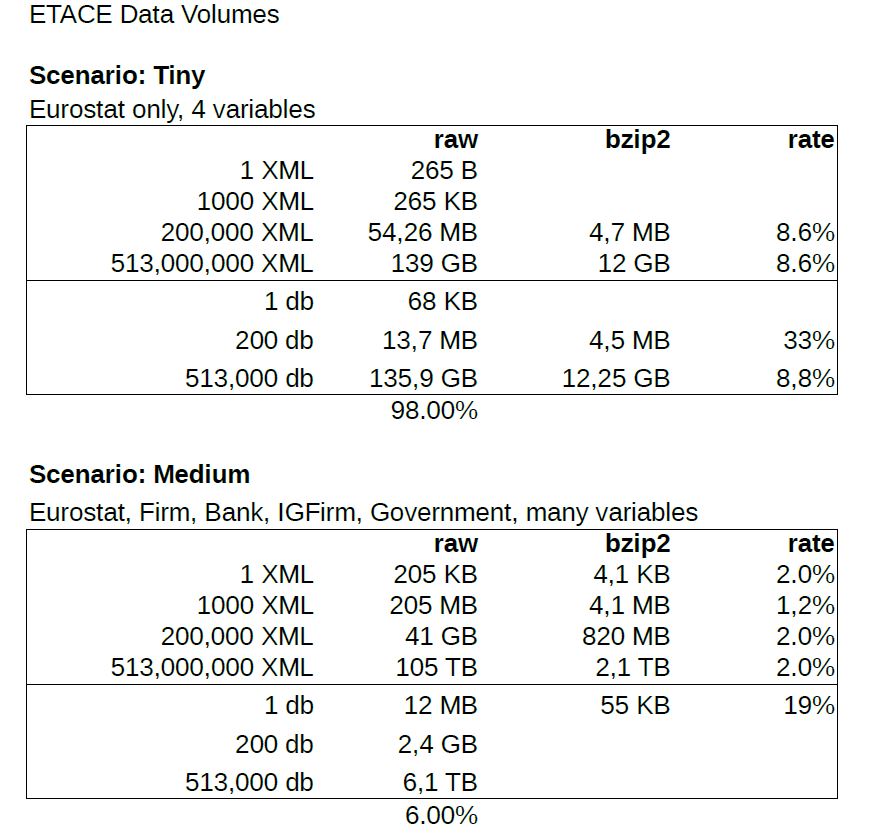 ETACE Data Volumes
Scenario: Tiny
Eurostat only, 4 variables
raw bzip2 rate
1 XML 265 B
1000 XML 265 KB
200,000 XML 54,26 MB 4,7 MB 8.6%
513,000,000 XML 139 GB 12 GB 8.6%
1 db 68 KB
200 db 13,7 MB 4,5 MB 33%
513,000 db 135,9 GB 12,25 GB 8,8%
98.00%
Scenario: Medium
Eurostat, Firm, Bank, IGFirm, Government, many variables
raw bzip2 rate
1 XML 205 KB 4,1 KB 2.0%
1000 XML 205 MB 4,1 MB 1,2%
200,000 XML 41 GB 820 MB 2.0%
513,000,000 XML 105 TB 2,1 TB 2.0%
1 db 12 MB 55 KB 19%
200 db 2,4 GB
513,000 db 6,1 TB
6.00%